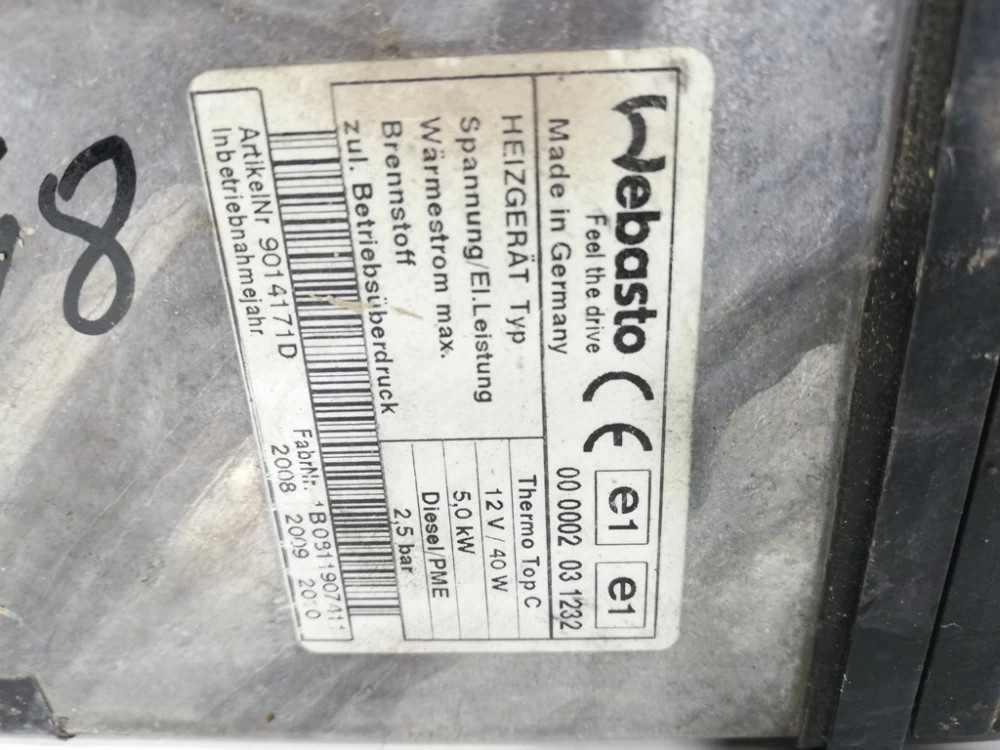 Webasto
Feel the drive
CE e1 e1
Made in Germany 00 0002 03 1232
HEIZGERÄT Typ Thermo Top C
Spannung/El.Leistung 12 V / 40 W
Wärmestrom max. 5,0 kW
Brennstoff Diesel/PME
zul. Betriebsüberdruck 2,5 bar
ArtikelNr 9014171D FabrNr.
Inbetriebnahmejahr 2008 2009 2010
8